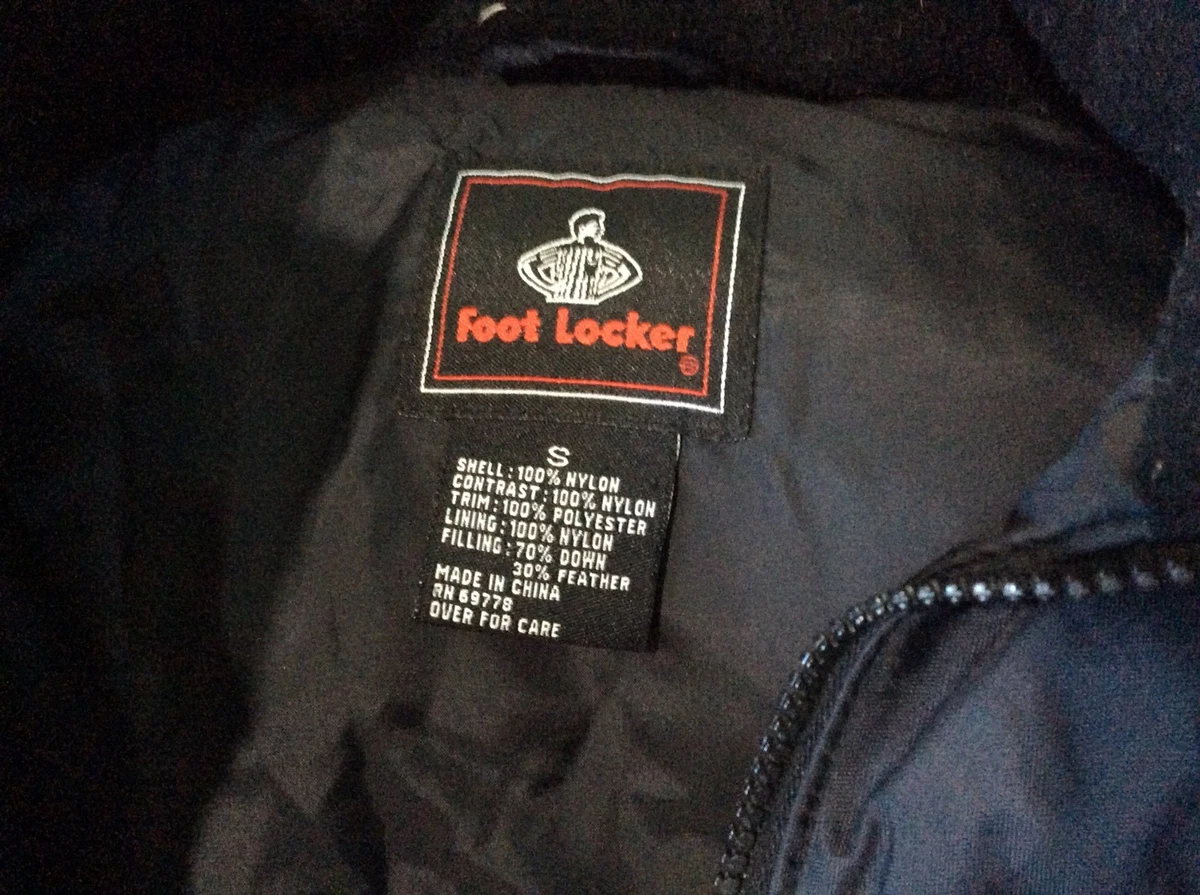 Foot Locker
S
SHELL: 100% NYLON
CONTRAST: 100% NYLON
TRIM: 100% POLYESTER
LINING: 100% NYLON
FILLING: 70% DOWN
30% FEATHER
MADE IN CHINA
RN 69778
OVER FOR CARE